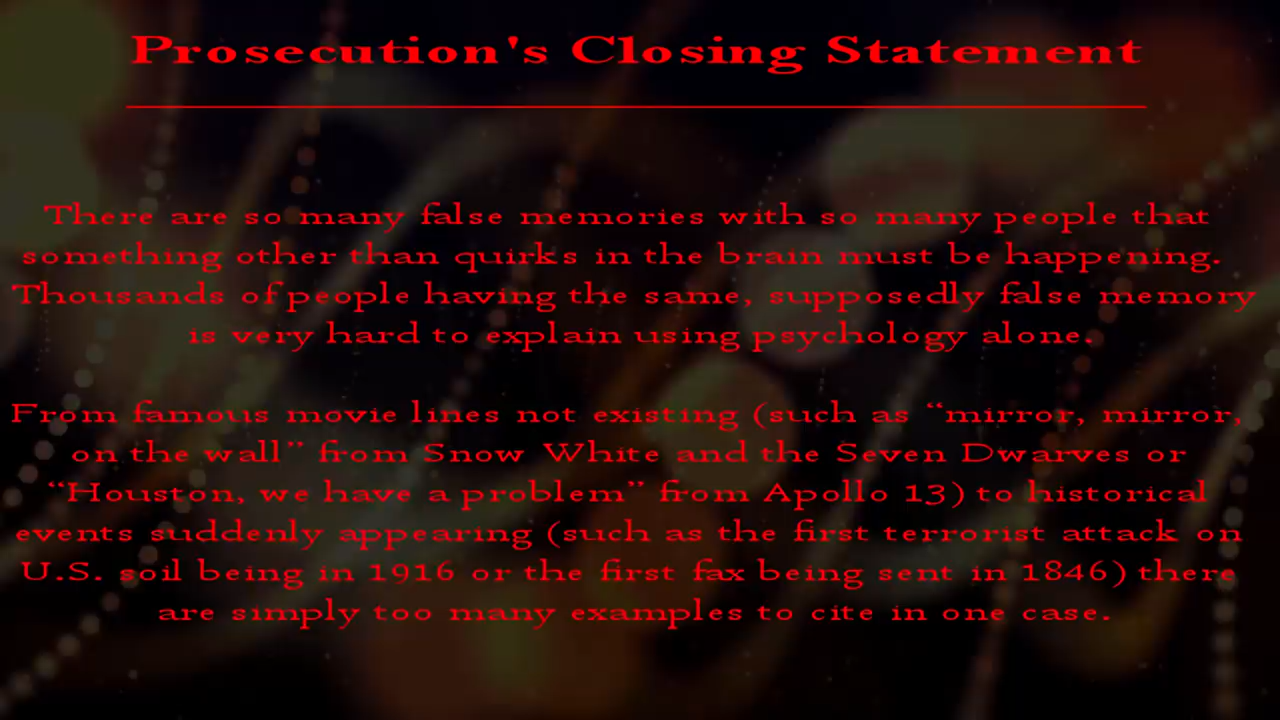 Prosecution's Closing Statement
There are so many false memories with so many people that
something other than quirks in the brain must be happening.
Thousands of people having the same, supposedly false memory
is very hard to explain using psychology alone.
From famous movie lines not existing (such as “mirror, mirror,
on the wall” from Snow White and the Seven Dwarves or
“Houston, we have a problem” from Apollo 13) to historical
events suddenly appearing (such as the first terrorist attack on
U.S. soil being in 1916 or the first fax being sent in 1846) there
are simply too many examples to cite in one case.